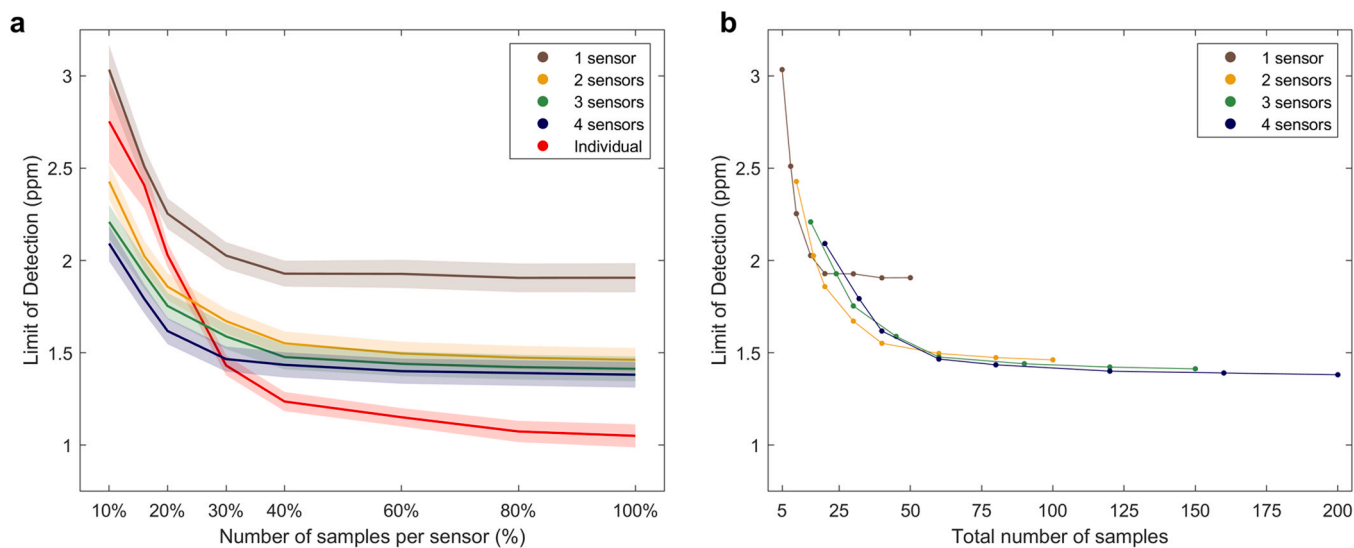 a
Limit of Detection (ppm)
3
2.5
2
1.5
1
10% 20% 30% 40% 60% 80% 100%
Number of samples per sensor (%)
1 sensor
2 sensors
3 sensors
4 sensors
Individual
b
Limit of Detection (ppm)
3
2.5
2
1.5
1
5 25 50 75 100 125 150 175 200
Total number of samples
1 sensor
2 sensors
3 sensors
4 sensors